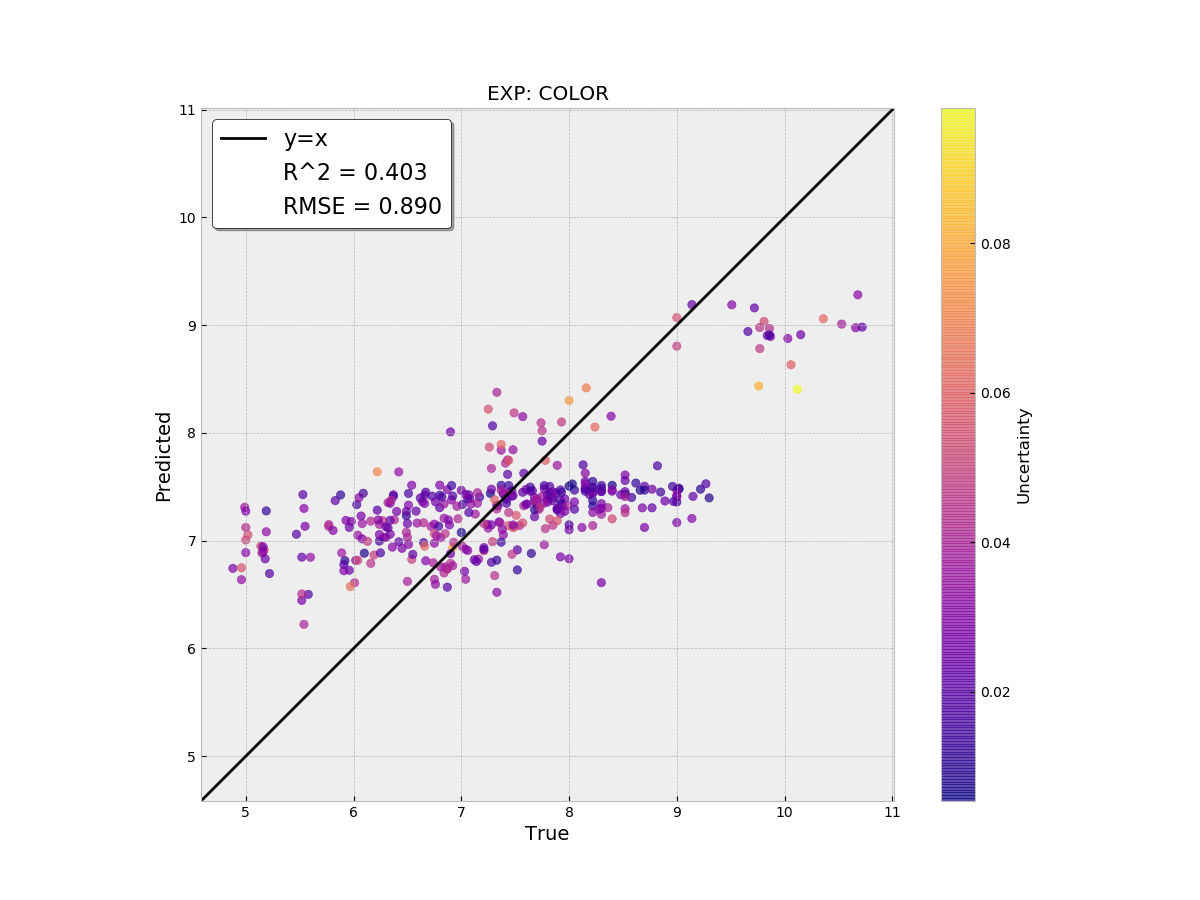 EXP: COLOR
y=x
R^2 = 0.403
RMSE = 0.890
11
10
9
8
7
6
5
Predicted
5
6
7
8
9
10
11
True
0.08
0.06
0.04
0.02
Uncertainty